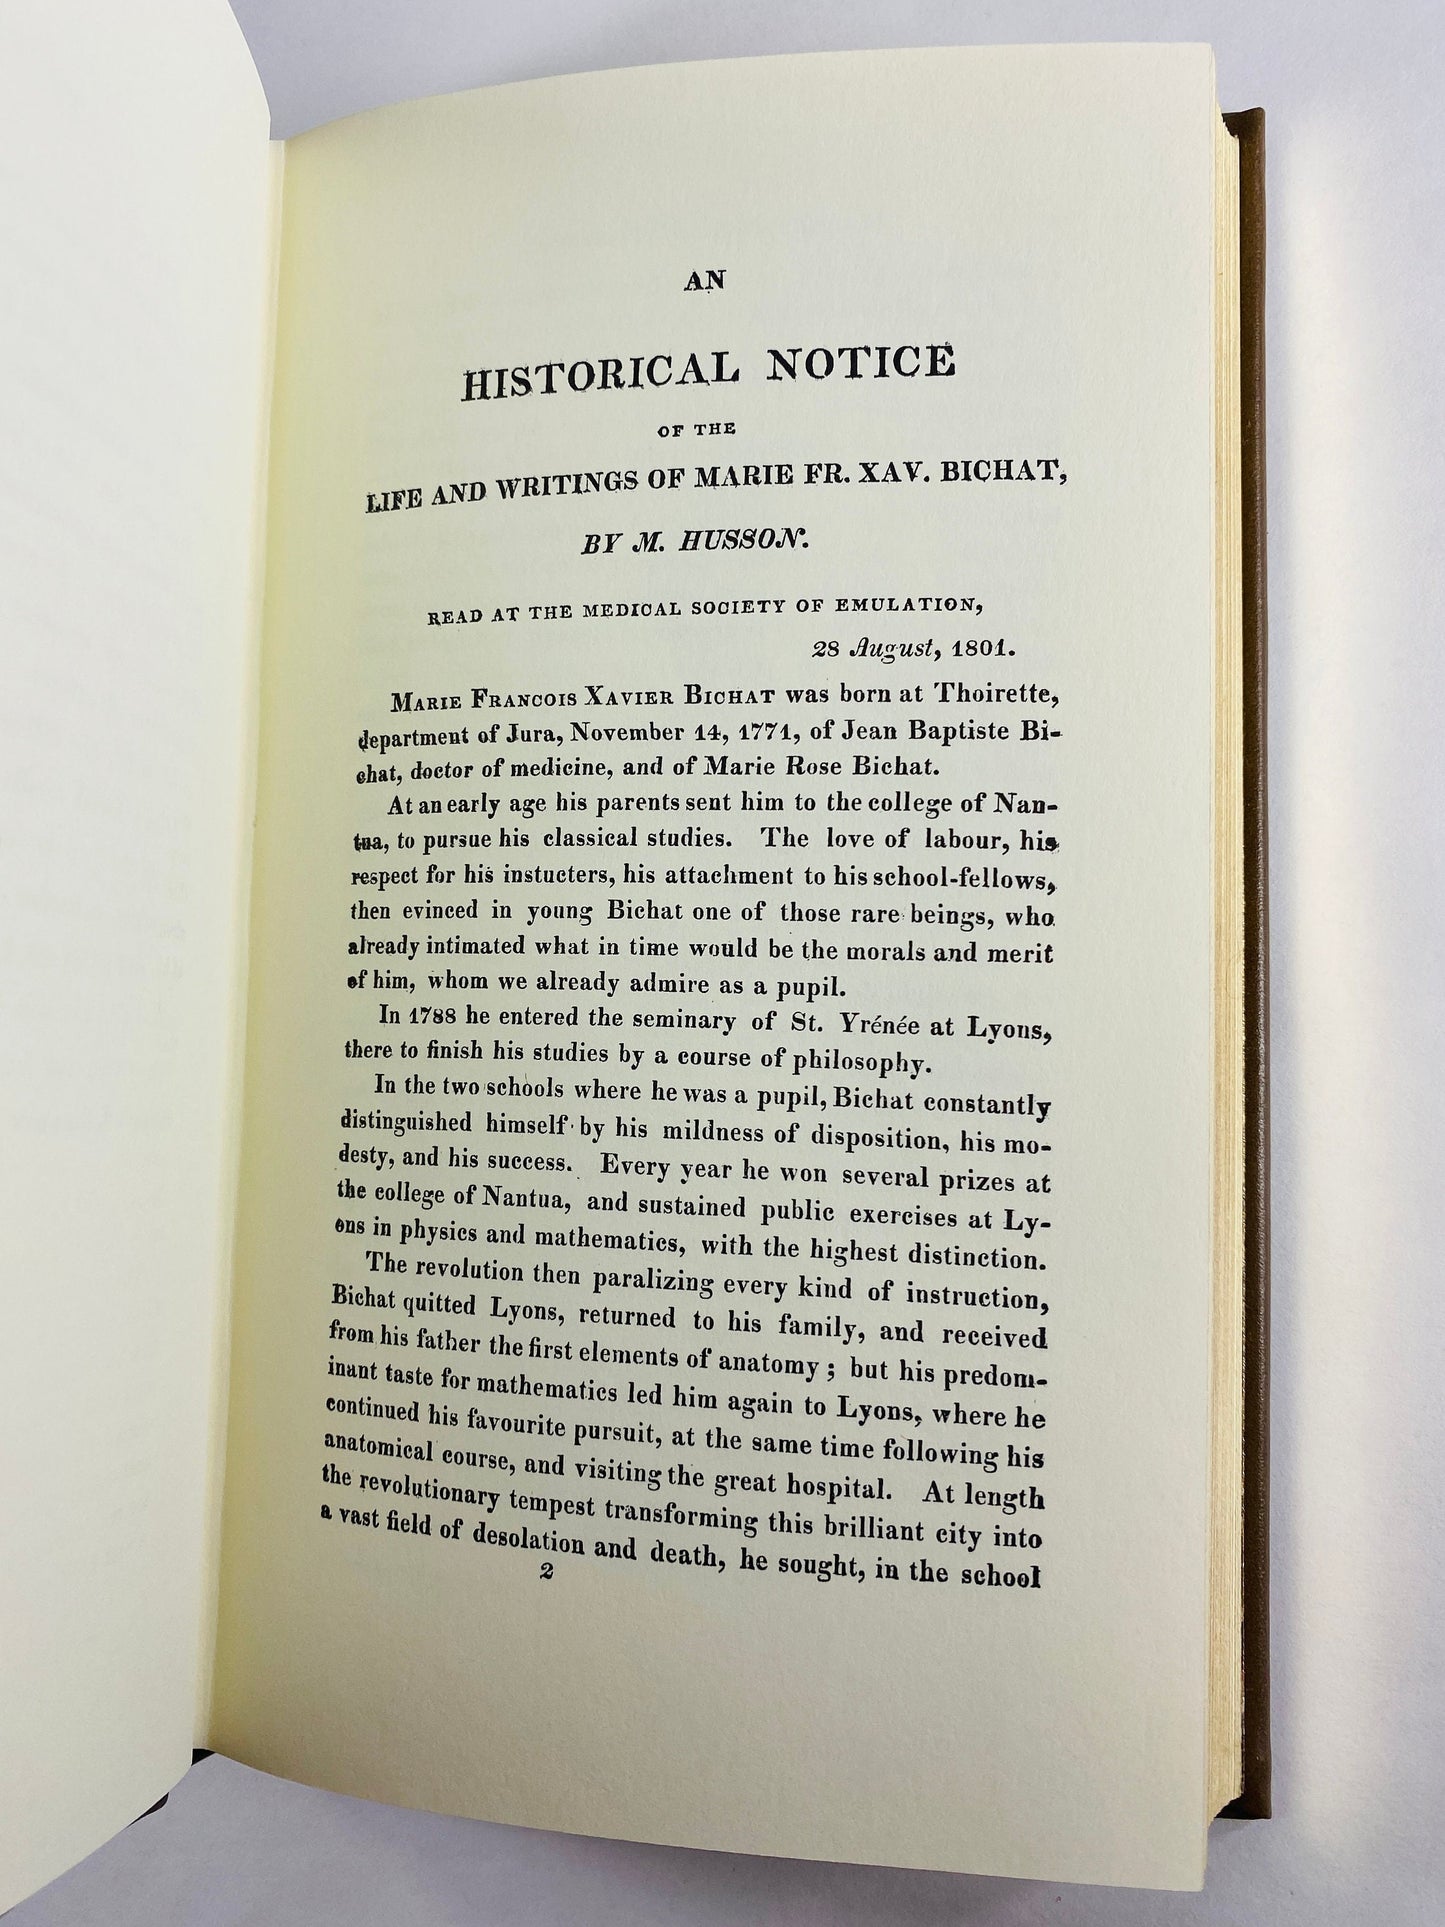 AN
HISTORICAL NOTICE
OF THE
LIFE AND WRITINGS OF MARIE FR. XAV. BICHAT,
BY M. HUSSON.
READ AT THE MEDICAL SOCIETY OF EMULATION,
28 August, 1801.
MARIE FRANCOIS XAVIER BICHAT was born at Thoirette,
department of Jura, November 14, 1771, of Jean Baptiste Bi-
chat, doctor of medicine, and of Marie Rose Bichat.
At an early age his parents sent him to the college of Nan-
tua, to pursue his classical studies. The love of labour, his
respect for his instucters, his attachment to his school-fellows,
then evinced in young Bichat one of those rare beings, who
already intimated what in time would be the morals and merit
of him, whom we already admire as a pupil.
In 1788 he entered the seminary of St. Yrénée at Lyons,
there to finish his studies by a course of philosophy.
In the two schools where he was a pupil, Bichat constantly
distinguished himself by his mildness of disposition, his mo-
desty, and his success. Every year he won several prizes at
the college of Nantua, and sustained public exercises at Ly-
ons in physics and mathematics, with the highest distinction.
The revolution then paralizing every kind of instruction,
Bichat quitted Lyons, returned to his family, and received
from his father the first elements of anatomy; but his predom-
inant taste for mathematics led him again to Lyons, where he
continued his favourite pursuit, at the same time following his
anatomical course, and visiting the great hospital. At length
the revolutionary tempest transforming this brilliant city into
a vast field of desolation and death, he sought, in the school
2